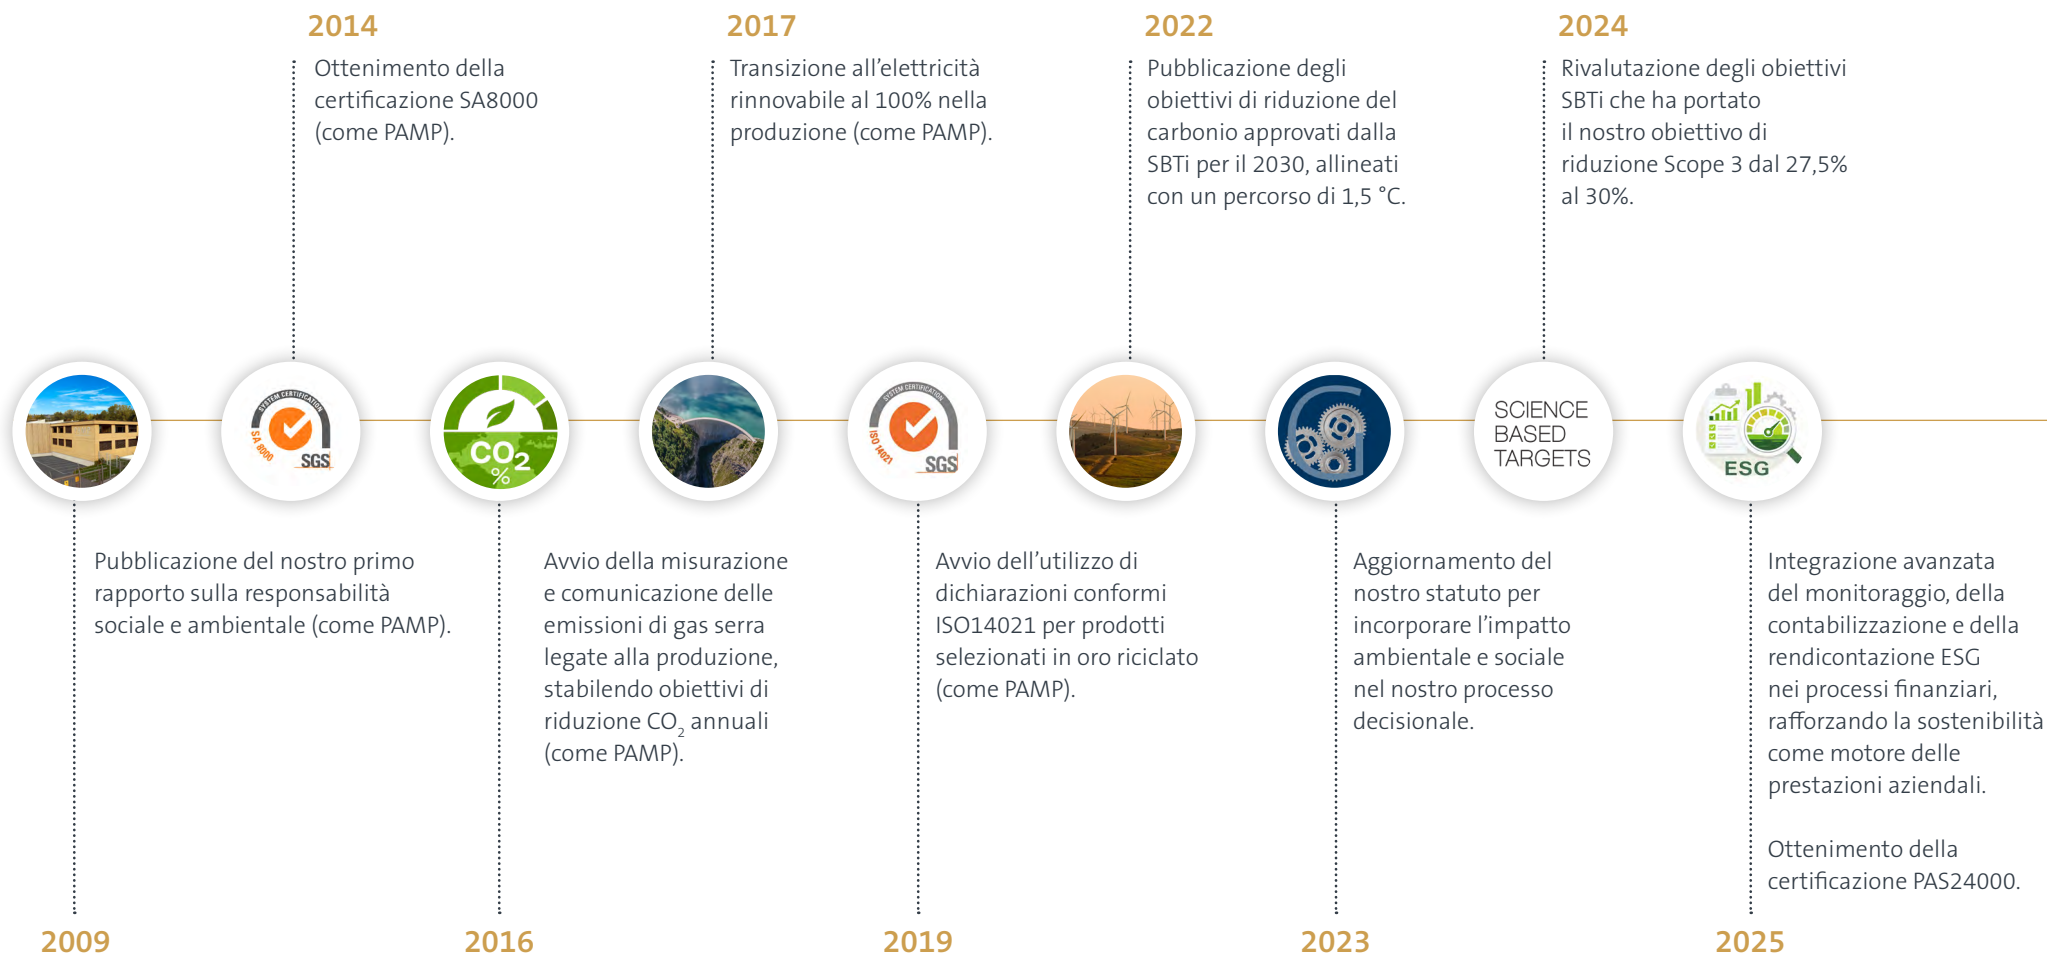 2014
Ottenimento della
certificazione SA8000
(come PAMP).
2017
Transizione all’elettricità
rinnovabile al 100% nella
produzione (come PAMP).
2022
Pubblicazione degli
obiettivi di riduzione del
carbonio approvati dalla
SBTi per il 2030, allineati
con un percorso di 1,5 °C.
2024
Rivalutazione degli obiettivi
SBTi che ha portato
il nostro obiettivo di
riduzione Scope 3 dal 27,5%
al 30%.
SYSTEM CERTIFICATION
SA 8000
SGS
CO2
%
SYSTEM CERTIFICATION
ISO 14021
SGS
G
SCIENCE
BASED
TARGETS
ESG
Pubblicazione del nostro primo
rapporto sulla responsabilità
sociale e ambientale (come PAMP).
2009
Avvio della misurazione
e comunicazione delle
emissioni di gas serra
legate alla produzione,
stabilendo obiettivi di
riduzione CO₂ annuali
(come PAMP).
2016
Avvio dell’utilizzo di
dichiarazioni conformi
ISO14021 per prodotti
selezionati in oro riciclato
(come PAMP).
2019
Aggiornamento del
nostro statuto per
incorporare l’impatto
ambientale e sociale
nel nostro processo
decisionale.
2023
Integrazione avanzata
del monitoraggio, della
contabilizzazione e della
rendicontazione ESG
nei processi finanziari,
rafforzando la sostenibilità
come motore delle
prestazioni aziendali.
Ottenimento della
certificazione PAS24000.
2025